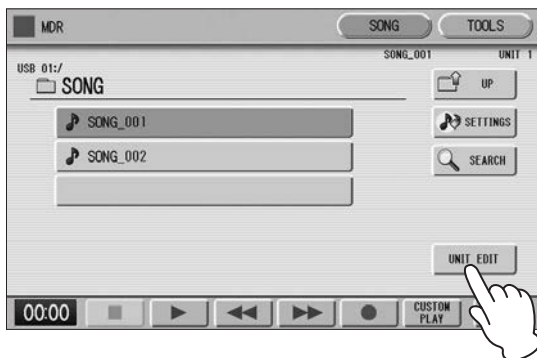 MDR SONG TOOLS
SONG_001 UNIT 1
USB 01:/
SONG
UP
SONG_001
SETTINGS
SONG_002
SEARCH
UNIT EDIT
00:00
CUSTOM
PLAY